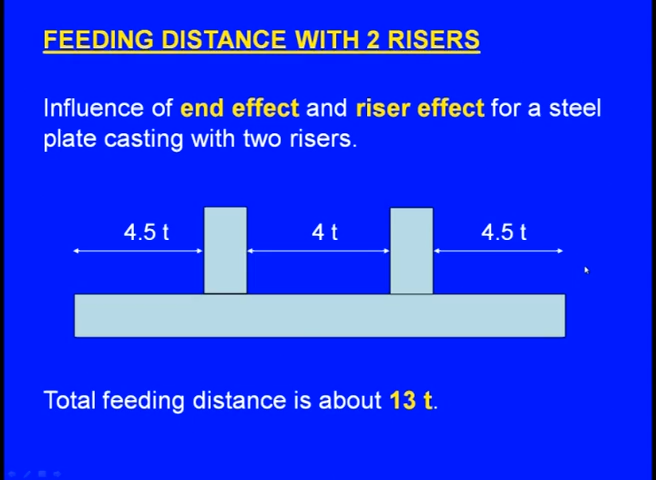 FEEDING DISTANCE WITH 2 RISERS
Influence of end effect and riser effect for a steel
plate casting with two risers.
4.5 t 4 t 4.5 t
Total feeding distance is about 13 t.